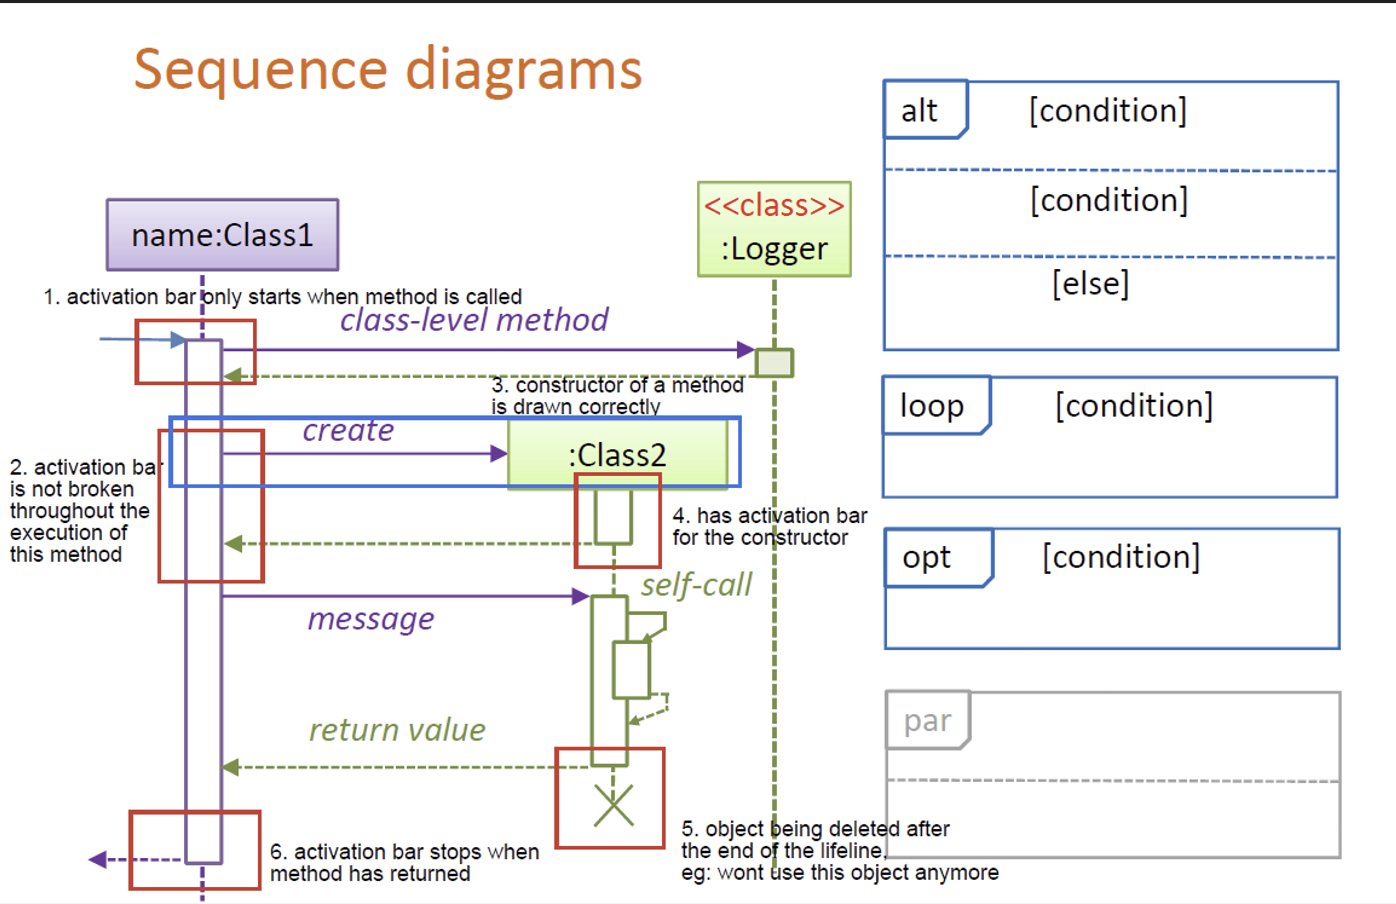 Sequence diagrams
alt
[condition]
[condition]
[else]
name:Class1
<<class>>
:Logger
1. activation bar only starts when method is called
class-level method
3. constructor of a method
is drawn correctly
create
:Class2
loop
[condition]
2. activation bar
is not broken
throughout the
execution of
this method
4. has activation bar
for the constructor
opt
[condition]
self-call
message
return value
par
5. object being deleted after
the end of the lifeline,
eg: wont use this object anymore
6. activation bar stops when
method has returned